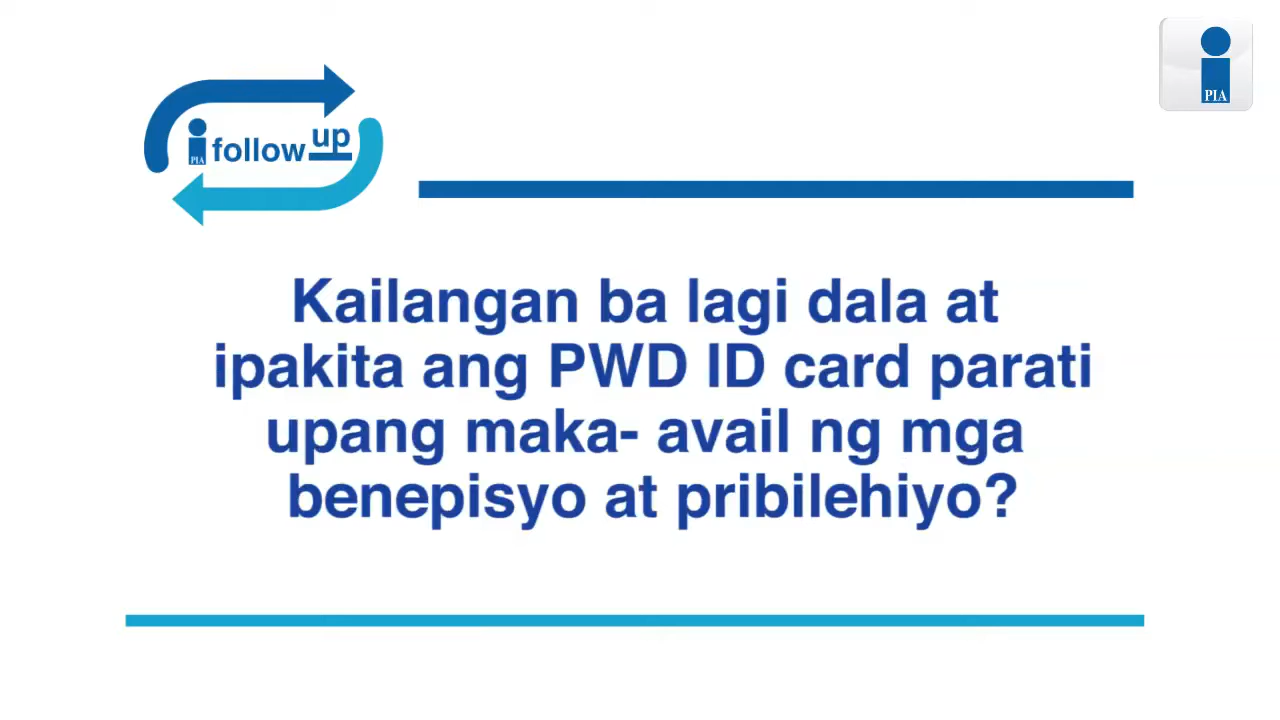 PIA
PIA follow up
Kailangan ba lagi dala at
ipakita ang PWD ID card parati
upang maka- avail ng mga
benepisyo at pribilehiyo?